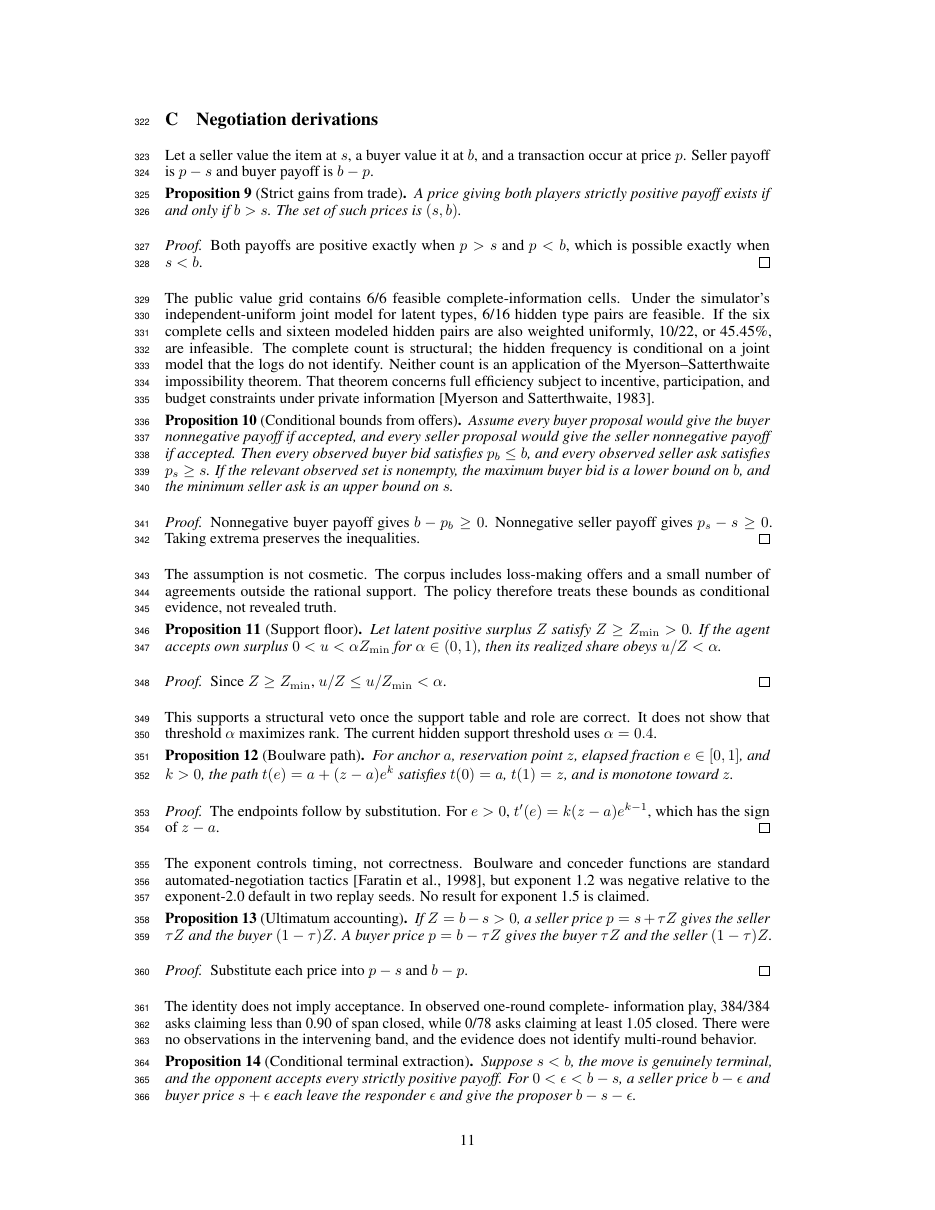 322 C Negotiation derivations
323 Let a seller value the item at s, a buyer value it at b, and a transaction occur at price p. Seller payoff
324 is p − s and buyer payoff is b − p.
325 Proposition 9 (Strict gains from trade). A price giving both players strictly positive payoff exists if
326 and only if b > s. The set of such prices is (s, b).
327 Proof. Both payoffs are positive exactly when p > s and p < b, which is possible exactly when
328 s < b. □
329 The public value grid contains 6/6 feasible complete-information cells. Under the simulator's
330 independent-uniform joint model for latent types, 6/16 hidden type pairs are feasible. If the six
331 complete cells and sixteen modeled hidden pairs are also weighted uniformly, 10/22, or 45.45%,
332 are infeasible. The complete count is structural; the hidden frequency is conditional on a joint
333 model that the logs do not identify. Neither count is an application of the Myerson–Satterthwaite
334 impossibility theorem. That theorem concerns full efficiency subject to incentive, participation, and
335 budget constraints under private information [Myerson and Satterthwaite, 1983].
336 Proposition 10 (Conditional bounds from offers). Assume every buyer proposal would give the buyer
337 nonnegative payoff if accepted, and every seller proposal would give the seller nonnegative payoff
338 if accepted. Then every observed buyer bid satisfies p_b ≤ b, and every observed seller ask satisfies
339 p_s ≥ s. If the relevant observed set is nonempty, the maximum buyer bid is a lower bound on b, and
340 the minimum seller ask is an upper bound on s.
341 Proof. Nonnegative buyer payoff gives b − p_b ≥ 0. Nonnegative seller payoff gives p_s − s ≥ 0.
342 Taking extrema preserves the inequalities. □
343 The assumption is not cosmetic. The corpus includes loss-making offers and a small number of
344 agreements outside the rational support. The policy therefore treats these bounds as conditional
345 evidence, not revealed truth.
346 Proposition 11 (Support floor). Let latent positive surplus Z satisfy Z ≥ Z_min > 0. If the agent
347 accepts own surplus 0 < u < αZ_min for α ∈ (0, 1), then its realized share obeys u/Z < α.
348 Proof. Since Z ≥ Z_min, u/Z ≤ u/Z_min < α. □
349 This supports a structural veto once the support table and role are correct. It does not show that
350 threshold α maximizes rank. The current hidden support threshold uses α = 0.4.
351 Proposition 12 (Boulware path). For anchor a, reservation point z, elapsed fraction e ∈ [0, 1], and
352 k > 0, the path t(e) = a + (z − a)e^k satisfies t(0) = a, t(1) = z, and is monotone toward z.
353 Proof. The endpoints follow by substitution. For e > 0, t′(e) = k(z − a)e^{k−1}, which has the sign
354 of z − a. □
355 The exponent controls timing, not correctness. Boulware and conceder functions are standard
356 automated-negotiation tactics [Faratin et al., 1998], but exponent 1.2 was negative relative to the
357 exponent-2.0 default in two replay seeds. No result for exponent 1.5 is claimed.
358 Proposition 13 (Ultimatum accounting). If Z = b − s > 0, a seller price p = s + τZ gives the seller
359 τZ and the buyer (1 − τ)Z. A buyer price p = b − τZ gives the buyer τZ and the seller (1 − τ)Z.
360 Proof. Substitute each price into p − s and b − p. □
361 The identity does not imply acceptance. In observed one-round complete- information play, 384/384
362 asks claiming less than 0.90 of span closed, while 0/78 asks claiming at least 1.05 closed. There were
363 no observations in the intervening band, and the evidence does not identify multi-round behavior.
364 Proposition 14 (Conditional terminal extraction). Suppose s < b, the move is genuinely terminal,
365 and the opponent accepts every strictly positive payoff. For 0 < ϵ < b − s, a seller price b − ϵ and
366 buyer price s + ϵ each leave the responder ϵ and give the proposer b − s − ϵ.
11